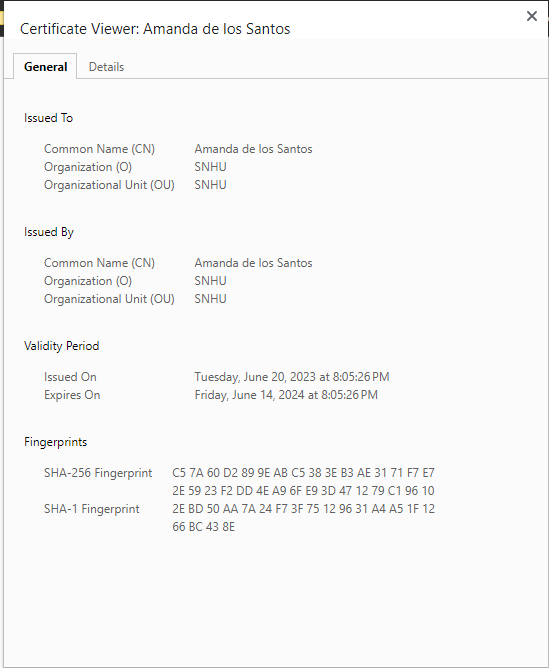 Certificate Viewer: Amanda de los Santos
General Details
Issued To
Common Name (CN) Amanda de los Santos
Organization (O) SNHU
Organizational Unit (OU) SNHU
Issued By
Common Name (CN) Amanda de los Santos
Organization (O) SNHU
Organizational Unit (OU) SNHU
Validity Period
Issued On Tuesday, June 20, 2023 at 8:05:26 PM
Expires On Friday, June 14, 2024 at 8:05:26 PM
Fingerprints
SHA-256 Fingerprint C5 7A 60 D2 89 9E AB C5 38 3E B3 AE 31 71 F7 E7
2E 59 23 F2 DD 4E A9 6F E9 3D 47 12 79 C1 96 10
SHA-1 Fingerprint 2E BD 50 AA 7A 24 F7 3F 75 12 96 31 A4 A5 1F 12
66 BC 43 8E